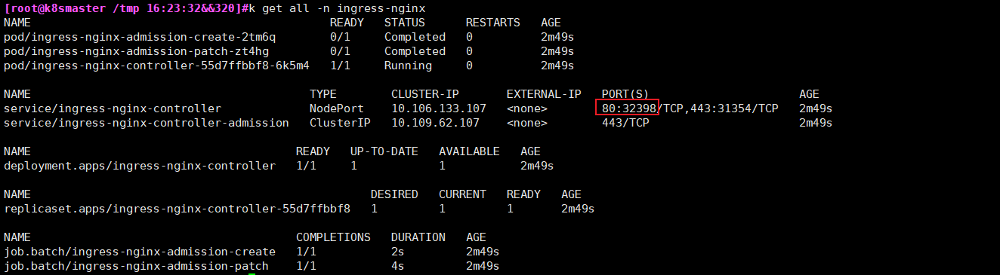 [root@k8smaster /tmp 16:23:32&&320]#k get all -n ingress-nginx
NAME                                            READY   STATUS      RESTARTS   AGE
pod/ingress-nginx-admission-create-2tm6q        0/1     Completed   0          2m49s
pod/ingress-nginx-admission-patch-zt4hg         0/1     Completed   0          2m49s
pod/ingress-nginx-controller-55d7ffbbf8-6k5m4   1/1     Running     0          2m49s
NAME                                         TYPE        CLUSTER-IP       EXTERNAL-IP   PORT(S)                      AGE
service/ingress-nginx-controller             NodePort    10.106.133.107   <none>        80:32398/TCP,443:31354/TCP   2m49s
service/ingress-nginx-controller-admission   ClusterIP   10.109.62.107    <none>        443/TCP                      2m49s
NAME                                       READY   UP-TO-DATE   AVAILABLE   AGE
deployment.apps/ingress-nginx-controller   1/1     1            1           2m49s
NAME                                                  DESIRED   CURRENT   READY   AGE
replicaset.apps/ingress-nginx-controller-55d7ffbbf8   1         1         1       2m49s
NAME                                       COMPLETIONS   DURATION   AGE
job.batch/ingress-nginx-admission-create   1/1           2s         2m49s
job.batch/ingress-nginx-admission-patch    1/1           4s         2m49s